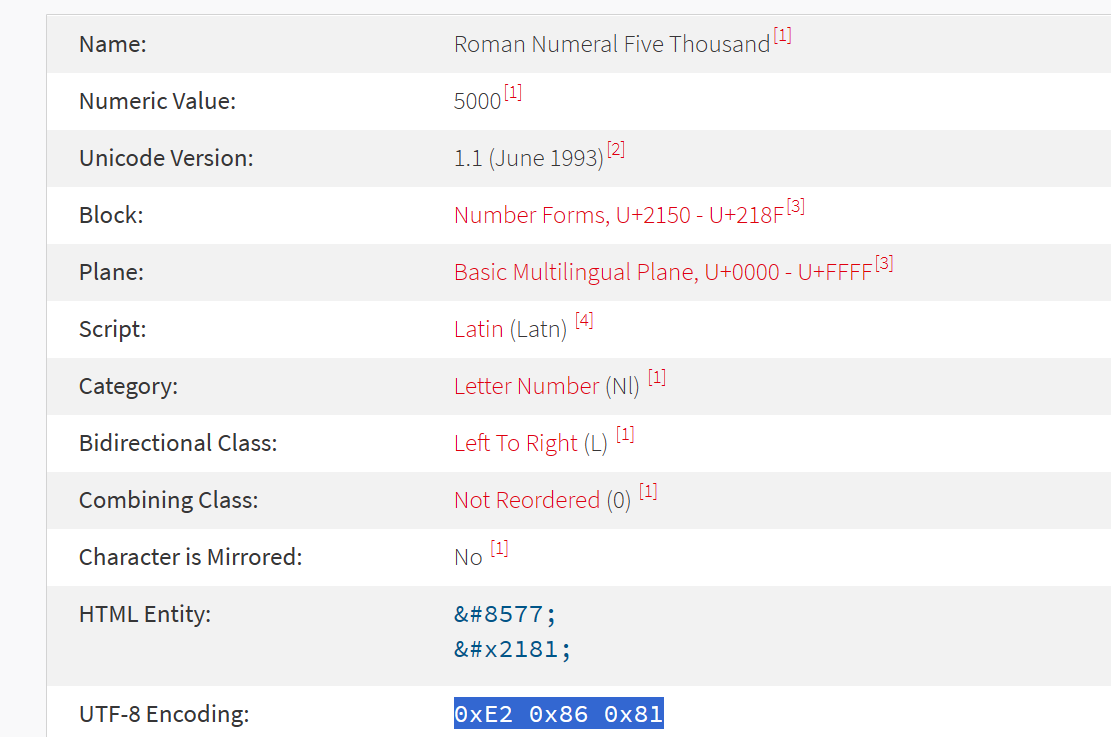 Name: Roman Numeral Five Thousand[1]
Numeric Value: 5000[1]
Unicode Version: 1.1 (June 1993)[2]
Block: Number Forms, U+2150 - U+218F[3]
Plane: Basic Multilingual Plane, U+0000 - U+FFFF[3]
Script: Latin (Latn) [4]
Category: Letter Number (Nl) [1]
Bidirectional Class: Left To Right (L) [1]
Combining Class: Not Reordered (0) [1]
Character is Mirrored: No [1]
HTML Entity: &#8577;
&#x2181;
UTF-8 Encoding: 0xE2 0x86 0x81